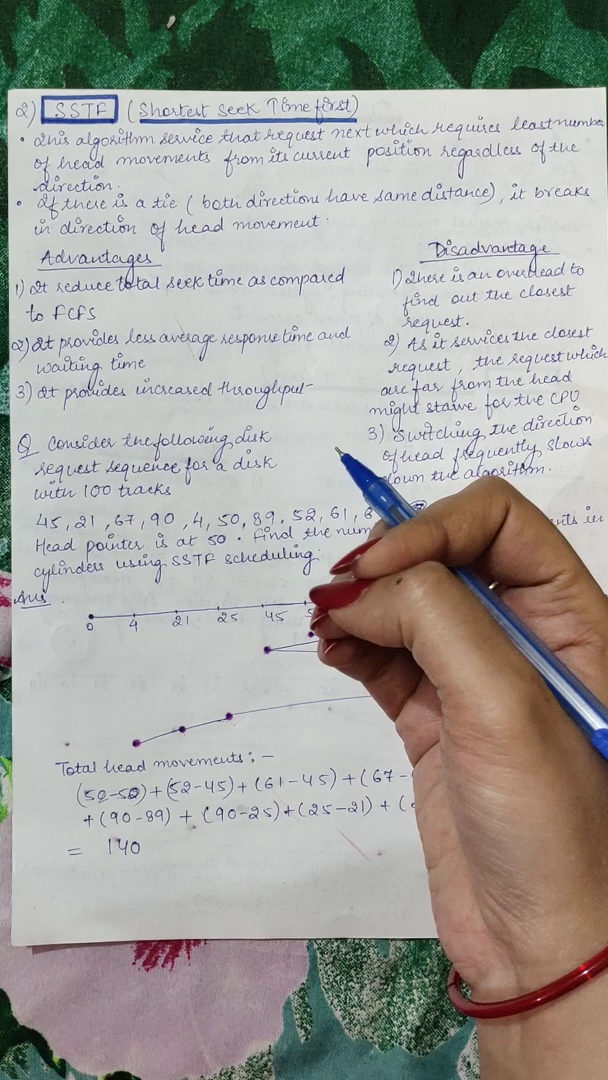 2) SSTF (Shortest Seek Time first)
• This algorithm service that request next which requires least number
of head movements from its current position regardless of the
direction.
• If there is a tie (both directions have same distance), it breaks
in direction of head movement.
Advantages
1) It reduce total seek time as compared
to FCFS
2) It provides less average response time and
waiting time
3) It provides increased throughput
Disadvantage
1) There is an overhead to
find out the closest
request.
2) As it services the closest
request, the request which
are far from the head
might starve for the CPU
3) Switching the direction
of head frequently slows
down the algorithm.
Q Consider the following disk
request sequence for a disk
with 100 tracks
45, 21, 67, 90, 4, 50, 89, 52, 61, 8
Head pointer is at 50. Find the num in
cylinders using SSTF scheduling
Ans
0 4 21 25 45
Total head movements:-
(52-50)+(52-45)+(61-45)+(67-
+(90-89) + (90-25)+(25-21) + (
= 140